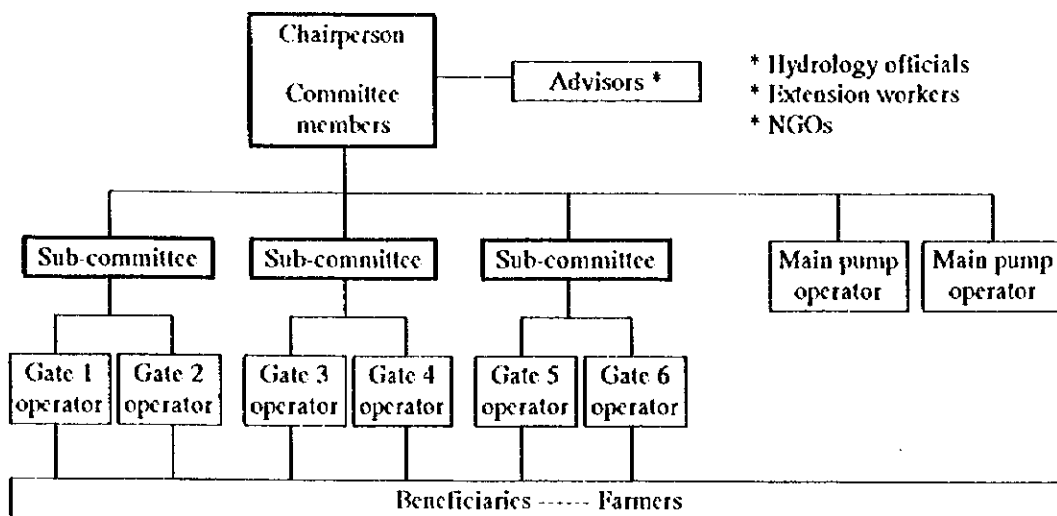 Chairperson
Committee
members
Advisors *
* Hydrology officials
* Extension workers
* NGOs
Sub-committee
Sub-committee
Sub-committee
Main pump
operator
Main pump
operator
Gate 1
operator
Gate 2
operator
Gate 3
operator
Gate 4
operator
Gate 5
operator
Gate 6
operator
Beneficiaries ------ Farmers